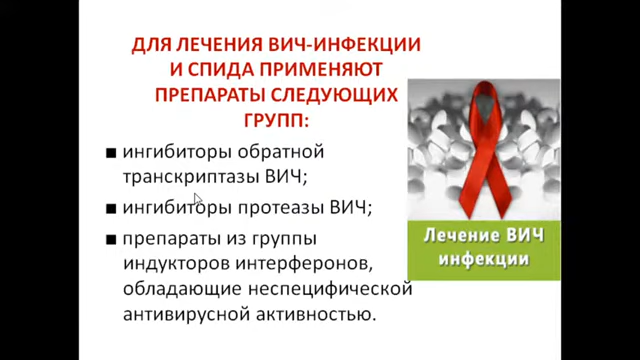 ДЛЯ ЛЕЧЕНИЯ ВИЧ-ИНФЕКЦИИ
И СПИДА ПРИМЕНЯЮТ
ПРЕПАРАТЫ СЛЕДУЮЩИХ
ГРУПП:
■ ингибиторы обратной
транскриптазы ВИЧ;
■ ингибиторы протеазы ВИЧ;
■ препараты из группы
индукторов интерферонов,
обладающие неспецифической
антивирусной активностью.
Лечение ВИЧ
инфекции